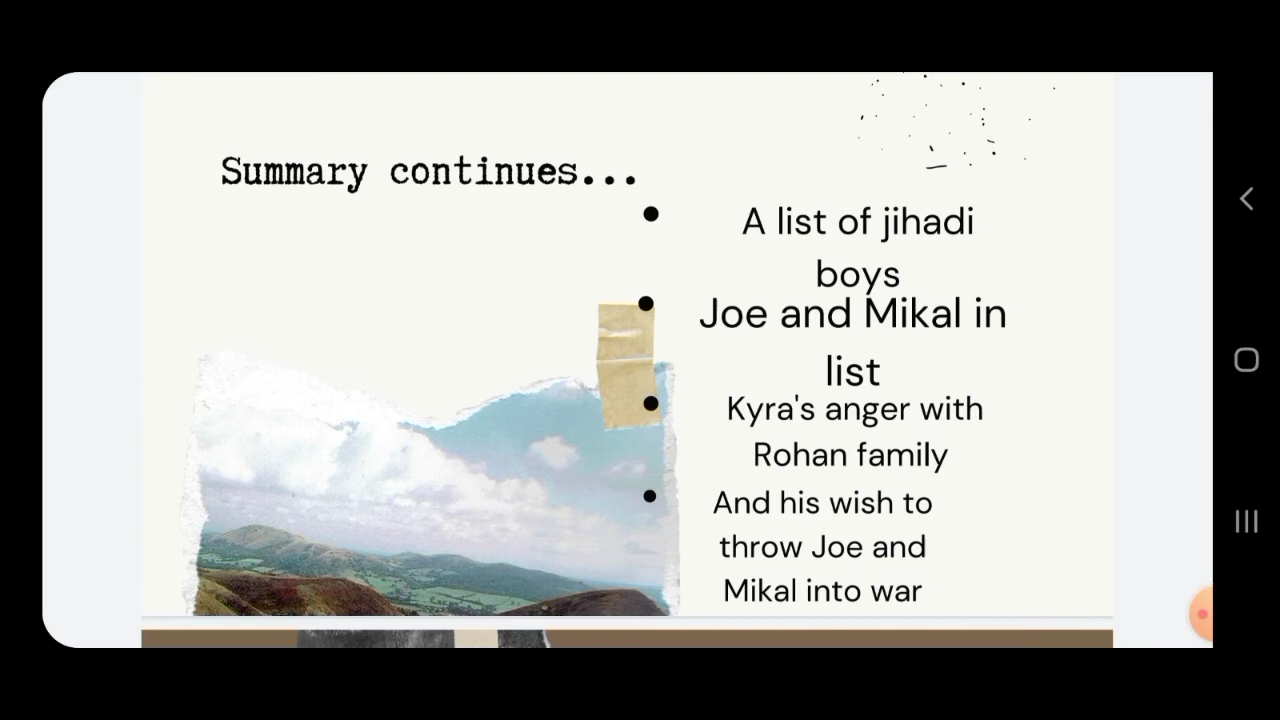 Summary continues...
A list of jihadi
boys
Joe and Mikal in
list
Kyra's anger with
Rohan family
And his wish to
throw Joe and
Mikal into war